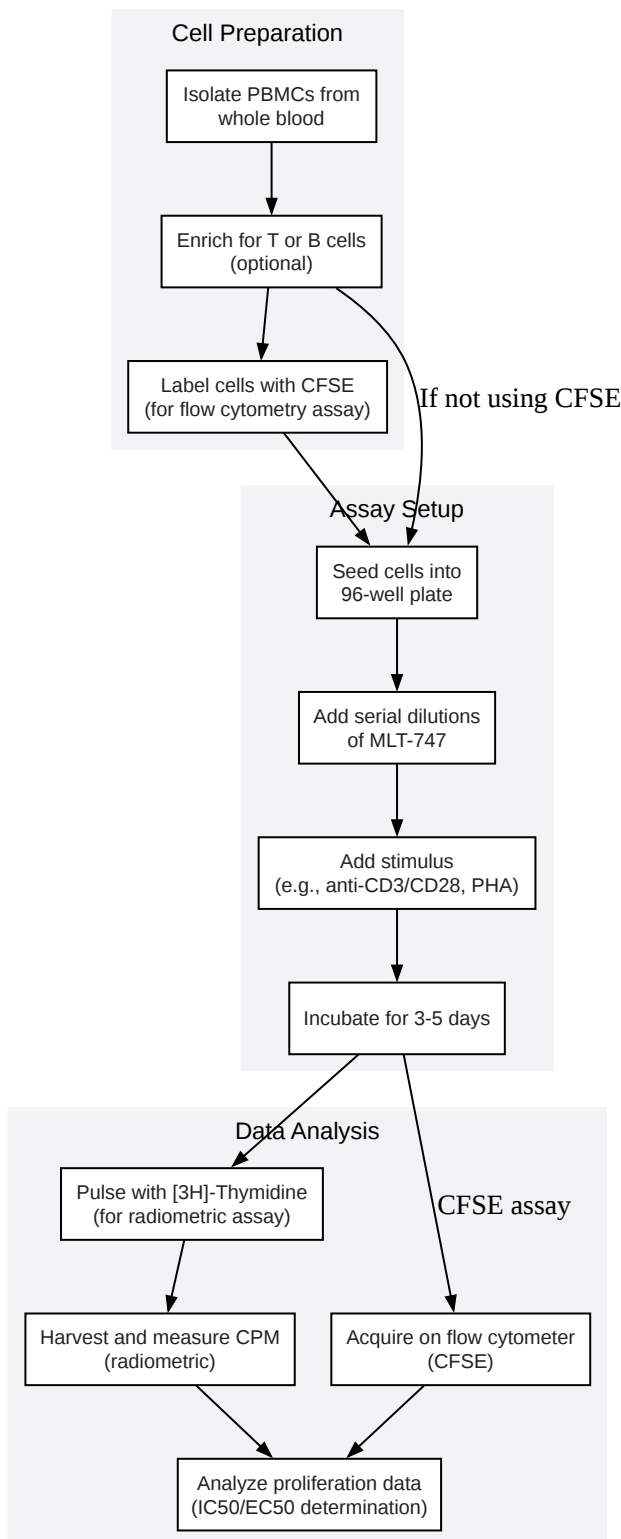 Cell Preparation
Isolate PBMCs from
whole blood
Enrich for T or B cells
(optional)
Label cells with CFSE
(for flow cytometry assay)
If not using CFSE
Assay Setup
Seed cells into
96-well plate
Add serial dilutions
of MLT-747
Add stimulus
(e.g., anti-CD3/CD28, PHA)
Incubate for 3-5 days
Data Analysis
Pulse with [3H]-Thymidine
(for radiometric assay)
CFSE assay
Harvest and measure CPM
(radiometric)
Acquire on flow cytometer
(CFSE)
Analyze proliferation data
(IC50/EC50 determination)